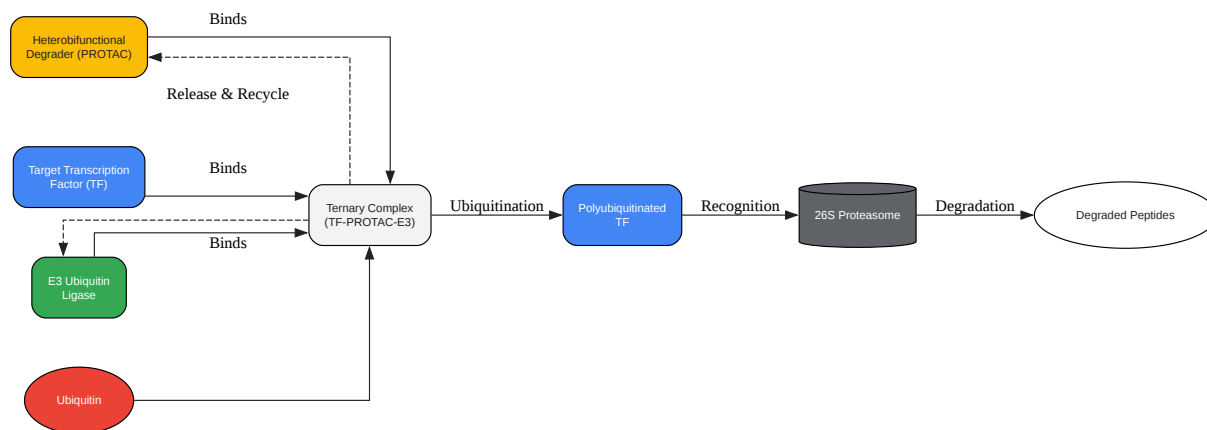 Binds
Heterobifunctional
Degrader (PROTAC)
Release & Recycle
Target Transcription
Factor (TF)
Binds
Ternary Complex
(TF-PROTAC-E3)
Ubiquitination
Polyubiquitinated
TF
Recognition
26S Proteasome
Degradation
Degraded Peptides
Binds
E3 Ubiquitin
Ligase
Ubiquitin